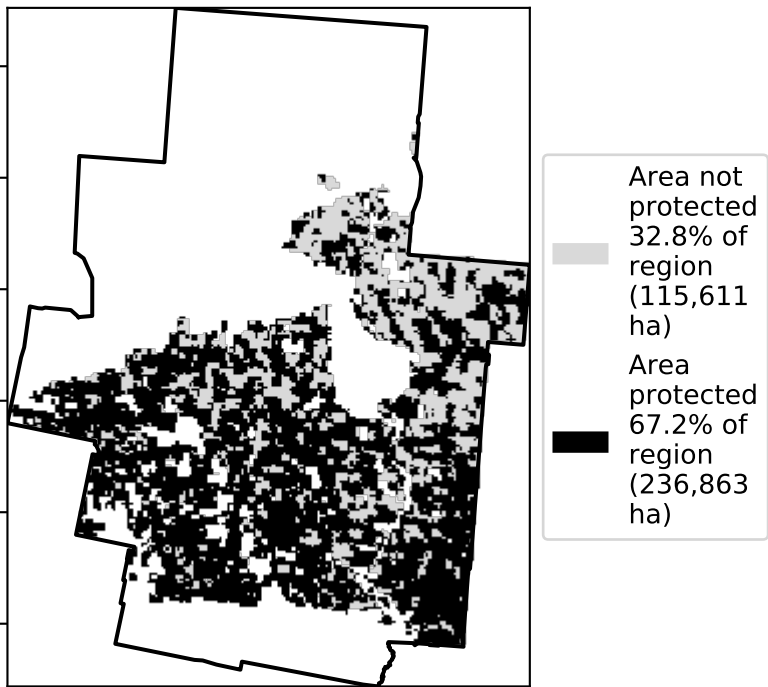 Area not
protected
32.8% of
region
(115,611
ha)
Area
protected
67.2% of
region
(236,863
ha)